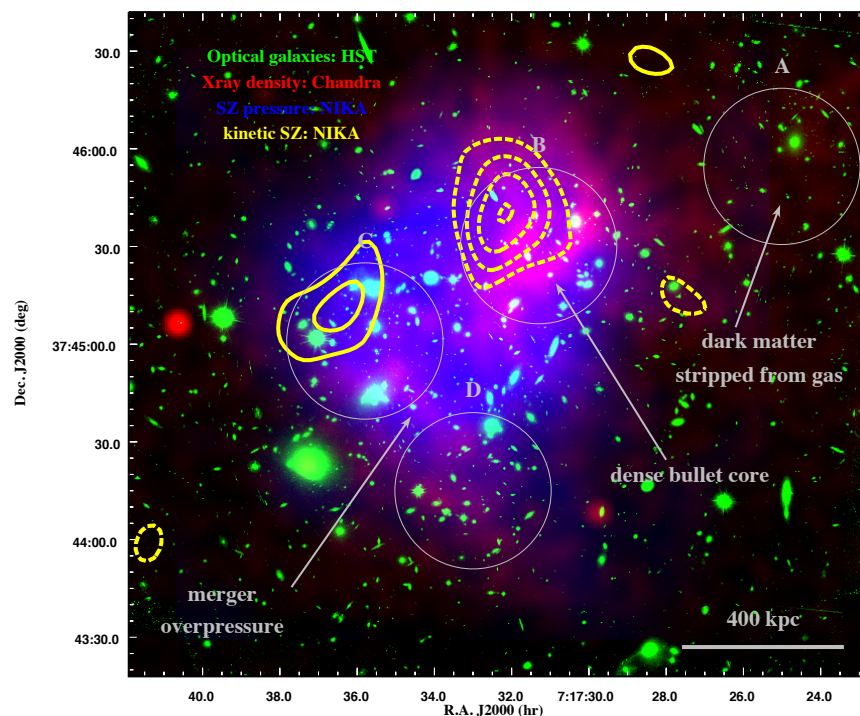 Optical galaxies: HST
Xray density: Chandra
SZ pressure: NIKA
kinetic SZ: NIKA
A
B
C
D
dark matter
stripped from gas
dense bullet core
merger
overpressure
400 kpc
30.0
46:00.0
30.0
37:45:00.0
30.0
44:00.0
43:30.0
Dec. J2000 (deg)
40.0 38.0 36.0 34.0 32.0 7:17:30.0 28.0 26.0 24.0
R.A. J2000 (hr)